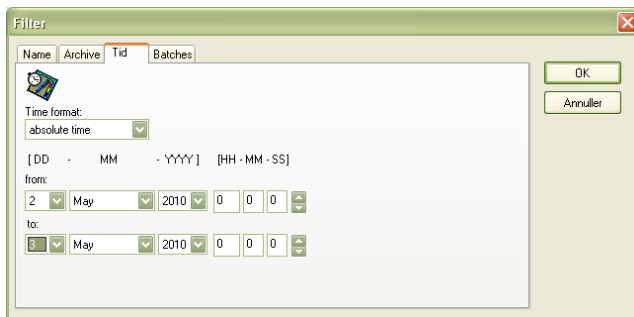 Filter
Name Archive Tid Batches
OK
Annuller
Time format:
absolute time
[ DD - MM - YYYY ] [HH - MM - SS]
from:
2 May 2010 0 0 0
to:
3 May 2010 0 0 0